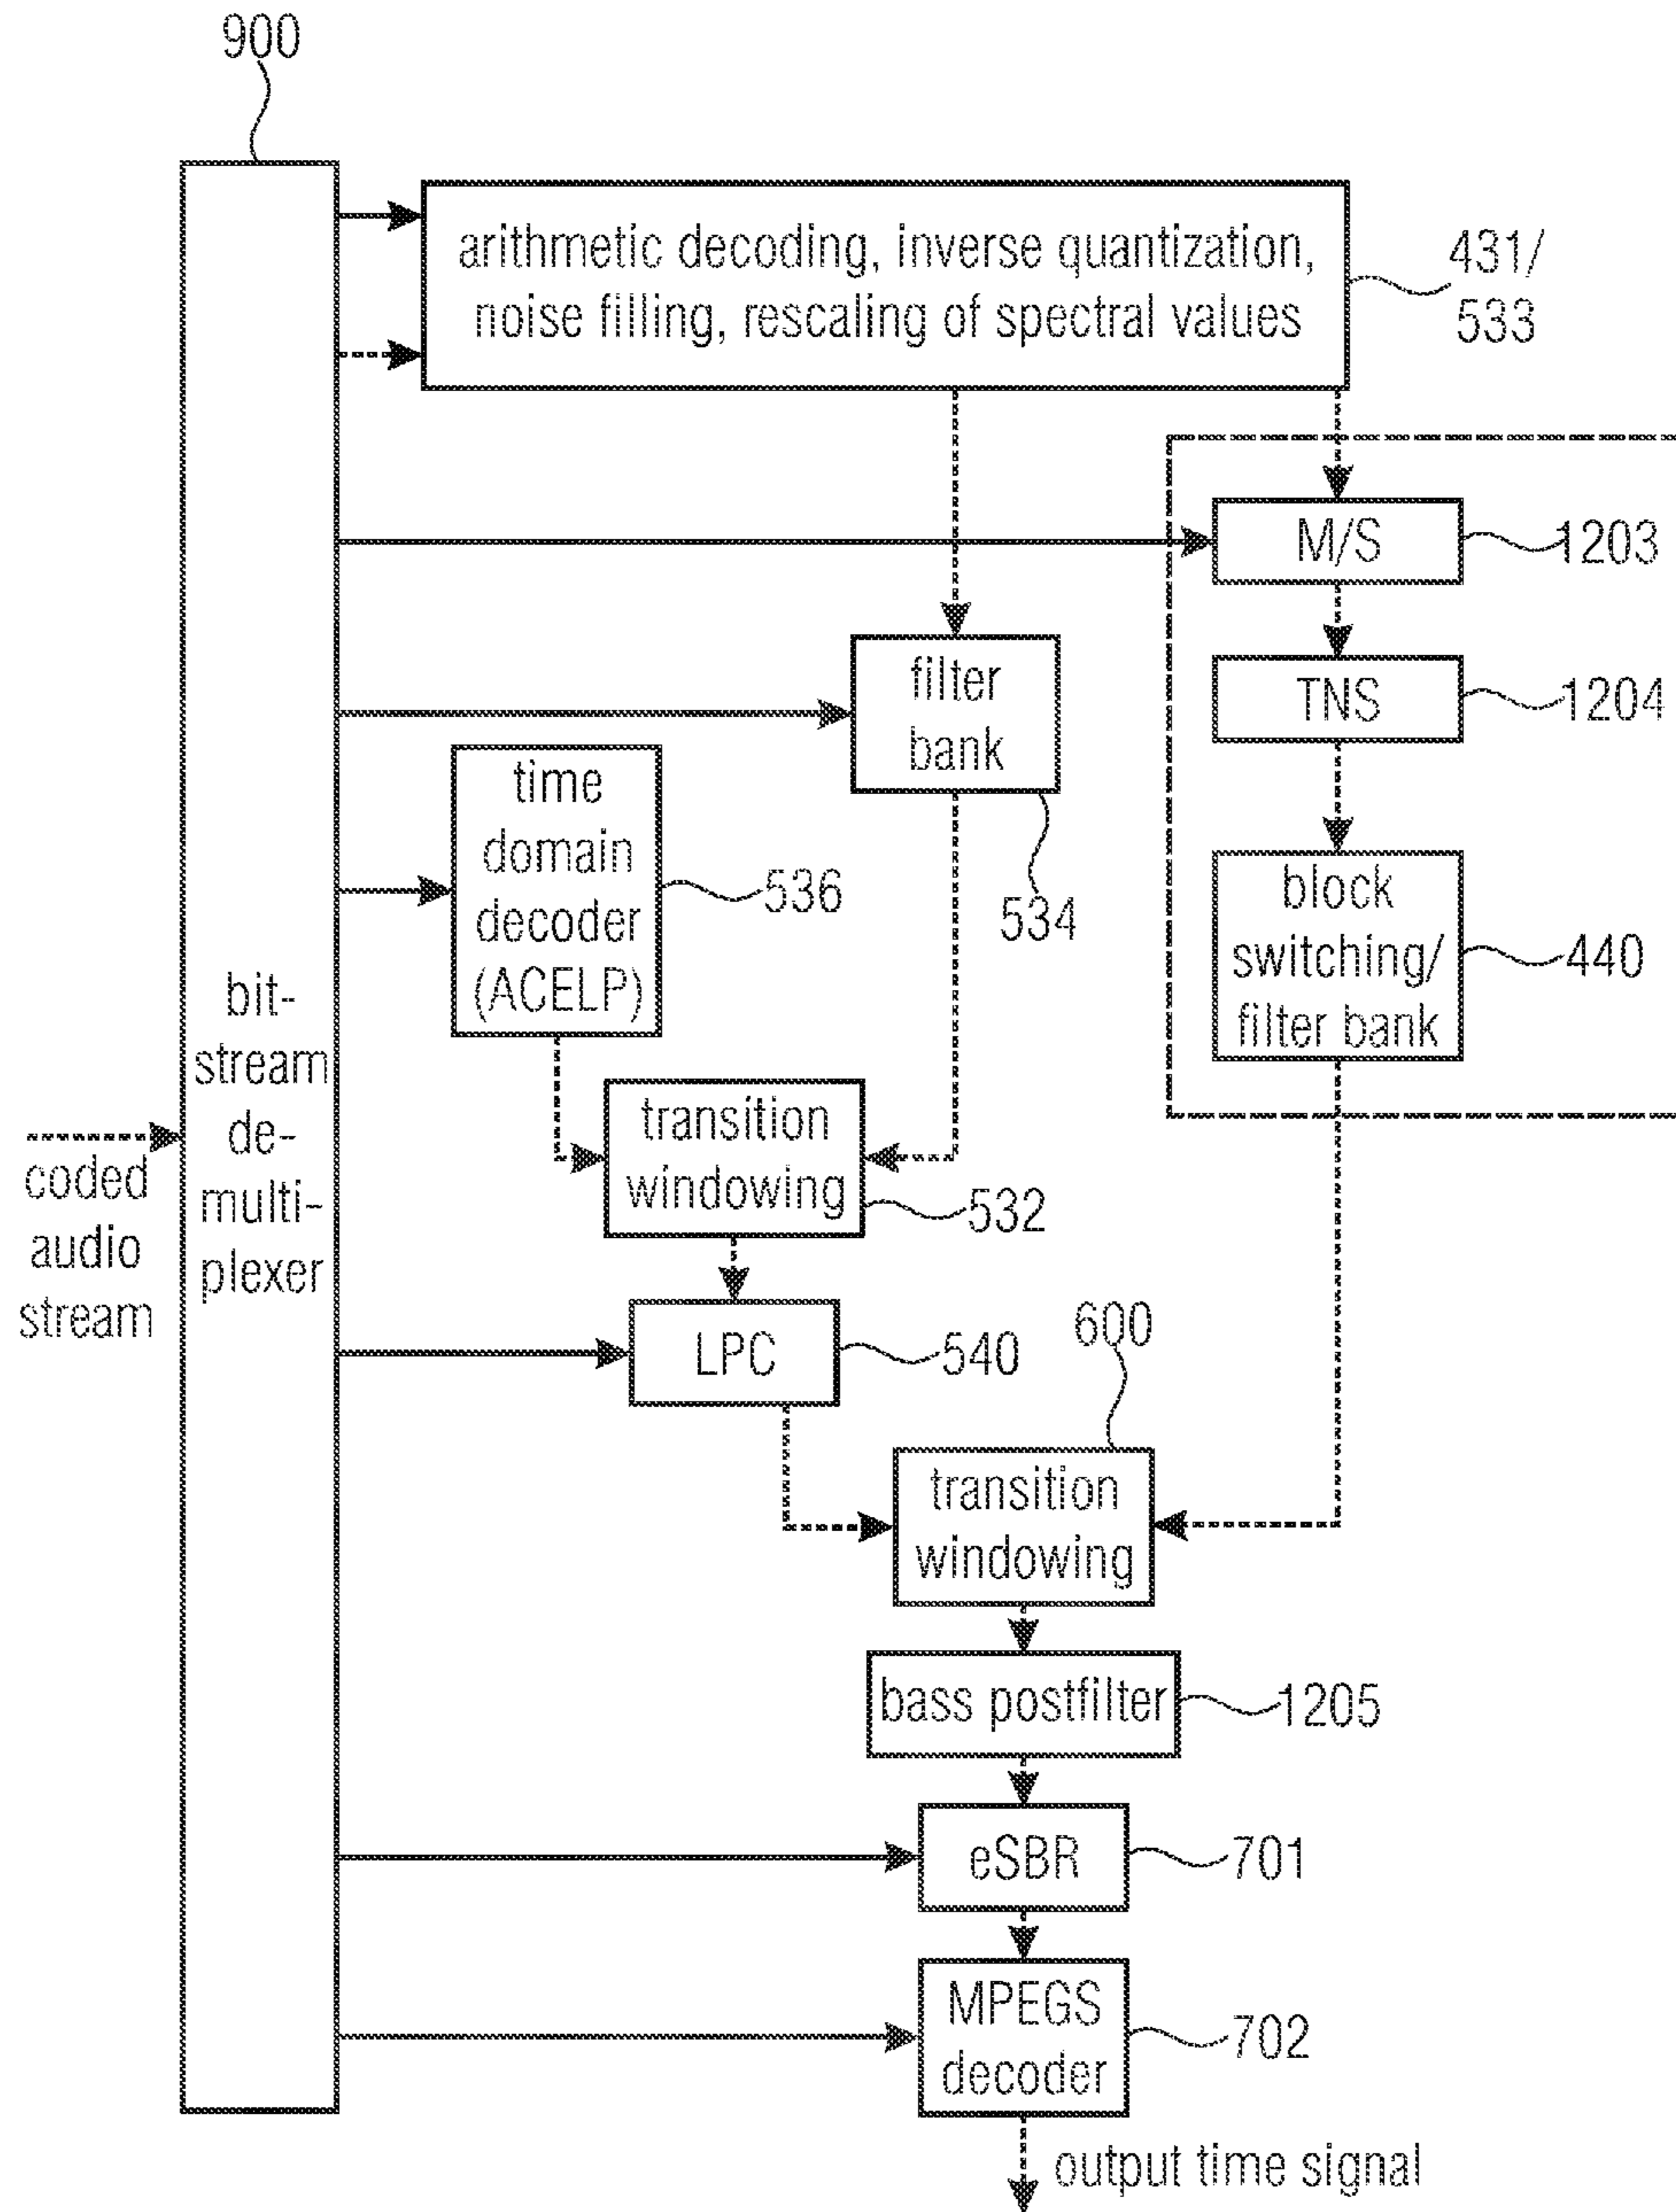 900
arithmetic decoding, inverse quantization,
noise filling, rescaling of spectral values
431/
533
M/S
1203
filter
bank
534
TNS
1204
time
domain
decoder
(ACELP)
536
block
switching/
filter bank
440
bit-
stream
de-
multi-
plexer
coded
audio
stream
transition
windowing
532
LPC
540
600
transition
windowing
bass postfilter
1205
eSBR
701
MPEGS
decoder
702
output time signal